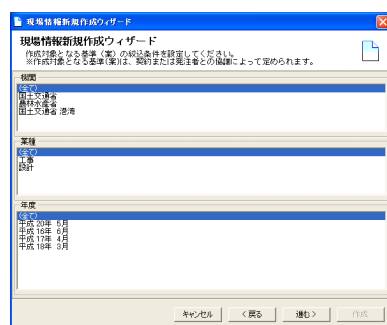 現場情報新規作成ウィザード
現場情報新規作成ウィザード
作成対象となる基準（案）の絞込条件を設定してください。
※作成対象となる基準(案)は、契約または発注者との協議によって定められます。
機関
(全て)
国土交通省
農林水産省
国土交通省 港湾
業種
(全て)
工事
設計
年度
(全て)
平成 20年 5月
平成 16年 6月
平成 17年 4月
平成 18年 3月
キャンセル
< 戻る
進む >
作成